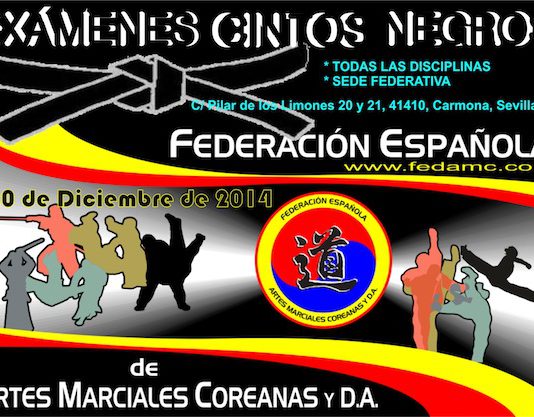 XÁMENES CINTOS NEGRO
* TODAS LAS DISCIPLINAS
* SEDE FEDERATIVA
C/ Pilar de los Limones 20 y 21, 41410, Carmona, Sevilla
FEDERACIÓN ESPAÑOLA
www.fedamc.co
0 de Diciembre de 2014
FEDERACIÓN ESPAÑOLA
道
ARTES MARCIALES COREANAS Y D.A.
de
RTES MARCIALES COREANAS Y D.A.